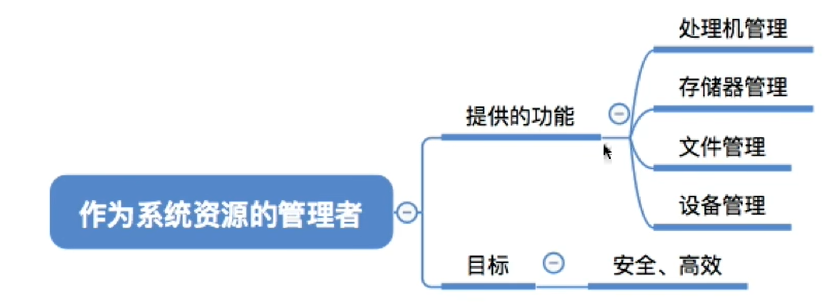 作为系统资源的管理者
提供的功能
处理机管理
存储器管理
文件管理
设备管理
目标
安全、高效